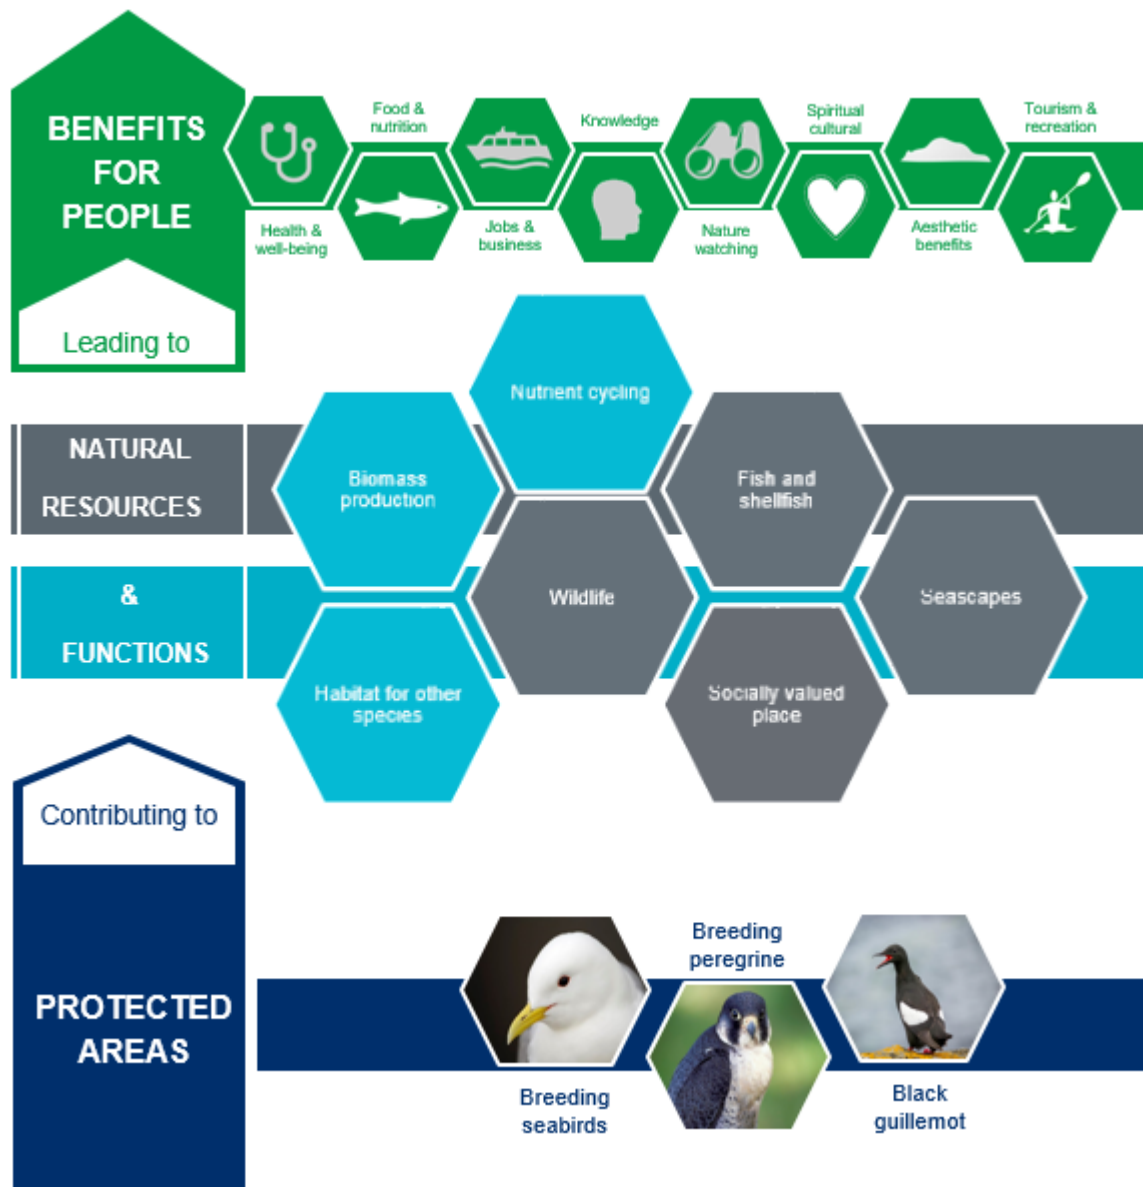 BENEFITS
FOR
PEOPLE
Leading to
Health &
well-being
Food &
nutrition
Jobs &
business
Knowledge
Nature
watching
Spiritual
cultural
Aesthetic
benefits
Tourism &
recreation
NATURAL
RESOURCES
&
FUNCTIONS
Nutrient cycling
Biomass
production
Fish and
shellfish
Wildlife
Seascapes
Habitat for other
species
Socially valued
place
Contributing to
PROTECTED
AREAS
Breeding
seabirds
Breeding
peregrine
Black
guillemot